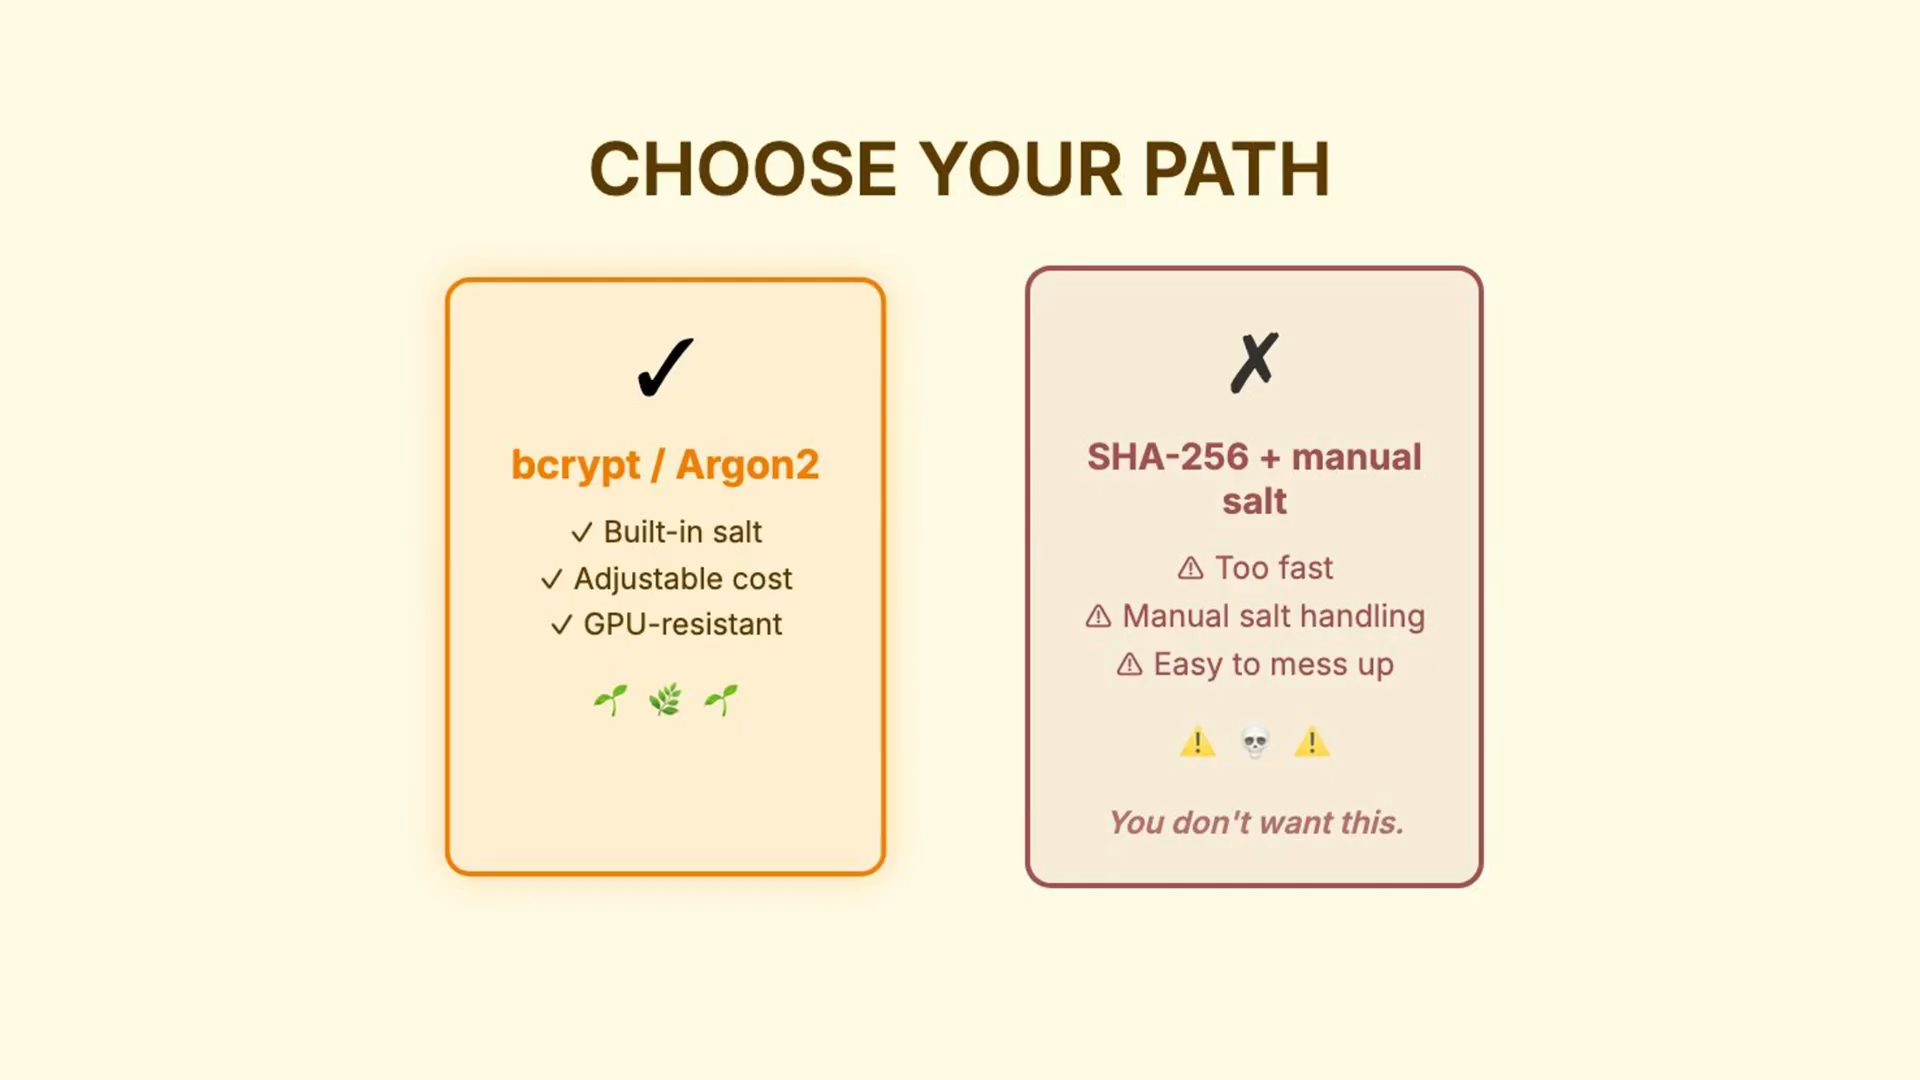 CHOOSE YOUR PATH
✓
bcrypt / Argon2
✓ Built-in salt
✓ Adjustable cost
✓ GPU-resistant
🌱 🌿 🌱
✗
SHA-256 + manual
salt
⚠ Too fast
⚠ Manual salt handling
⚠ Easy to mess up
⚠️ 💀 ⚠️
You don't want this.